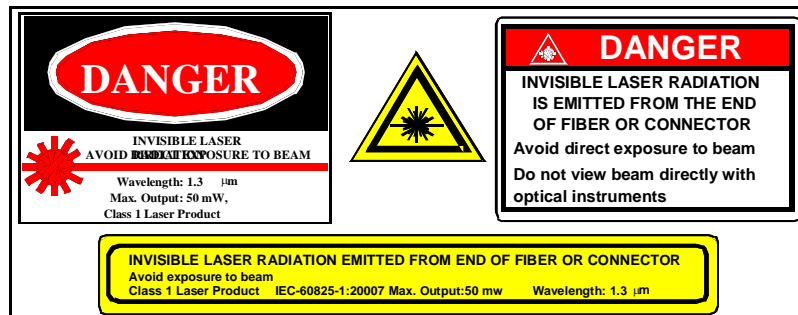 DANGER
INVISIBLE LASER
RADIATION
AVOID DIRECT EXPOSURE TO BEAM
Wavelength: 1.3 μm
Max. Output: 50 mW,
Class 1 Laser Product
DANGER
INVISIBLE LASER RADIATION
IS EMITTED FROM THE END
OF FIBER OR CONNECTOR
Avoid direct exposure to beam
Do not view beam directly with
optical instruments
INVISIBLE LASER RADIATION EMITTED FROM END OF FIBER OR CONNECTOR
Avoid exposure to beam
Class 1 Laser Product IEC-60825-1:20007 Max. Output:50 mw Wavelength: 1.3 μm